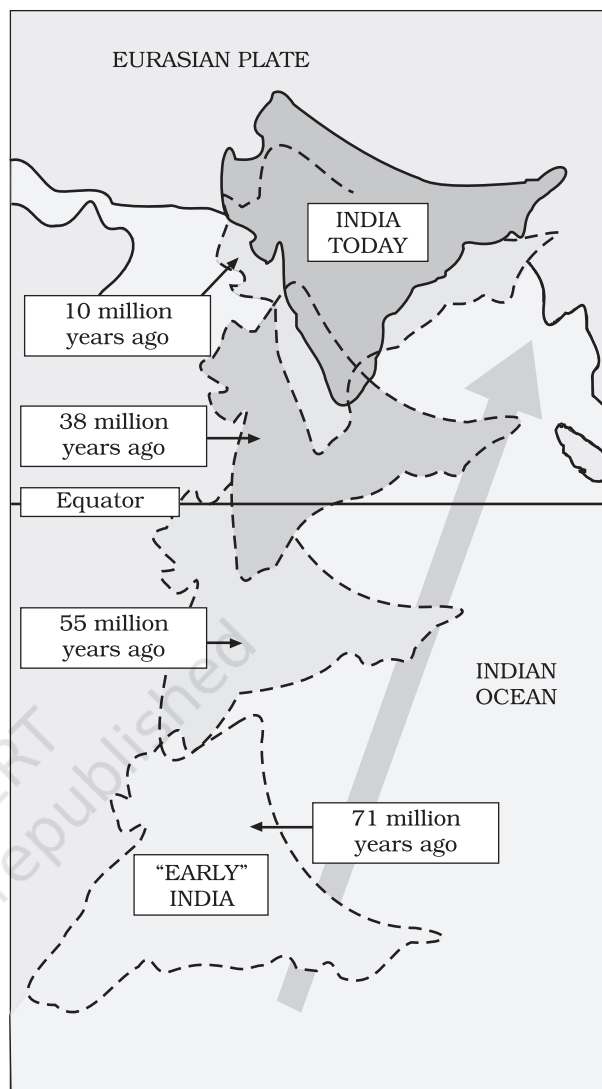 EURASIAN PLATE
INDIA
TODAY
10 million
years ago
38 million
years ago
Equator
55 million
years ago
INDIAN
OCEAN
71 million
years ago
“EARLY”
INDIA
republished